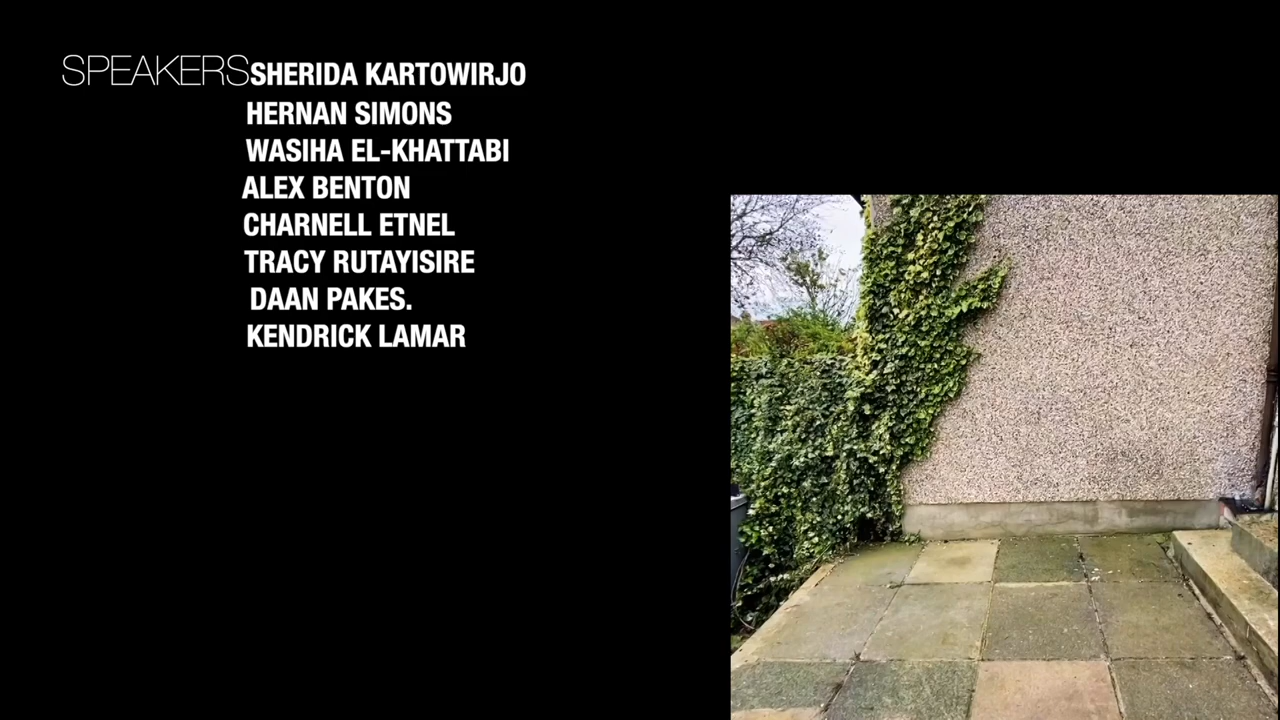 SPEAKERS SHERIDA KARTOWIRJO
HERNAN SIMONS
WASIHA EL-KHATTABI
ALEX BENTON
CHARNELL ETNEL
TRACY RUTAYISIRE
DAAN PAKES.
KENDRICK LAMAR